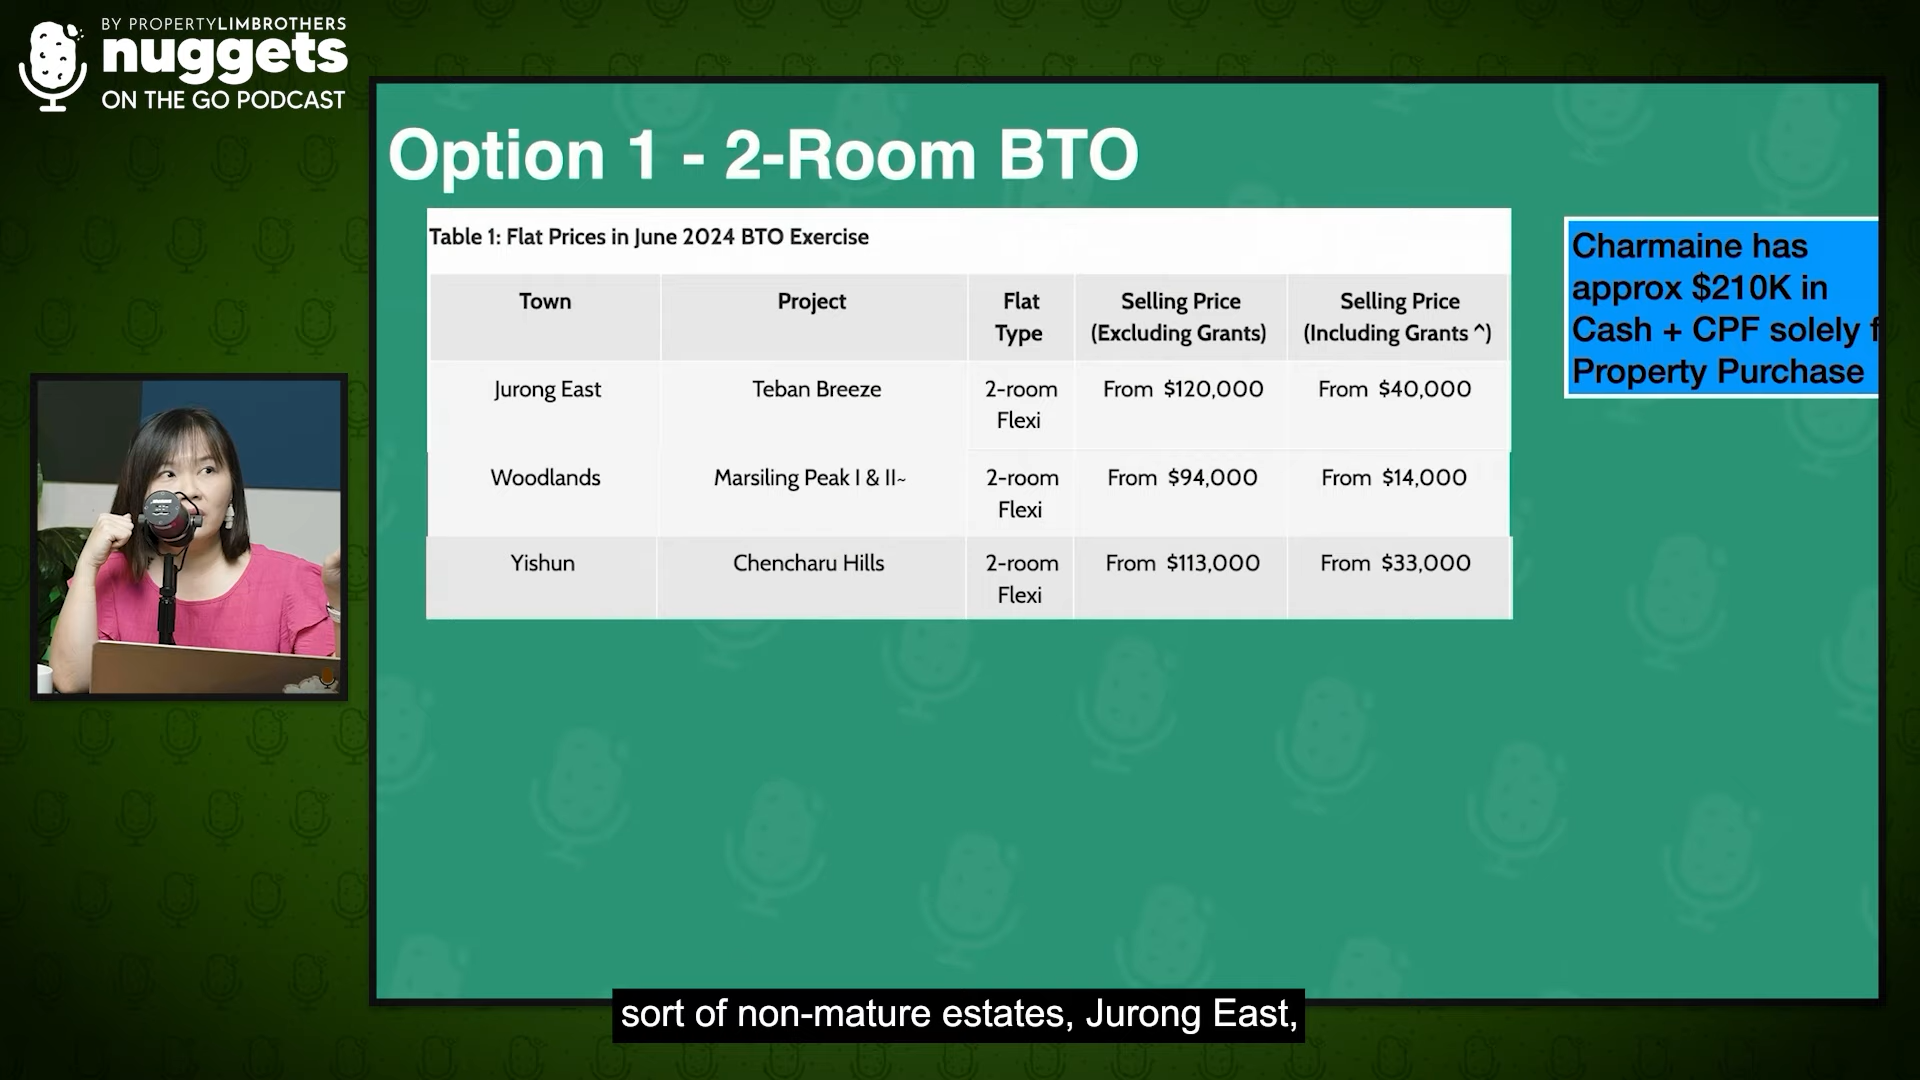 BY PROPERTYLIMBROTHERS
nuggets
ON THE GO PODCAST
Option 1 - 2-Room BTO
Table 1: Flat Prices in June 2024 BTO Exercise
Town Project Flat Type Selling Price (Excluding Grants) Selling Price (Including Grants ^)
Jurong East Teban Breeze 2-room Flexi From $120,000 From $40,000
Woodlands Marsiling Peak I & II~ 2-room Flexi From $94,000 From $14,000
Yishun Chencharu Hills 2-room Flexi From $113,000 From $33,000
Charmaine has
approx $210K in
Cash + CPF solely
Property Purchase
sort of non-mature estates, Jurong East,